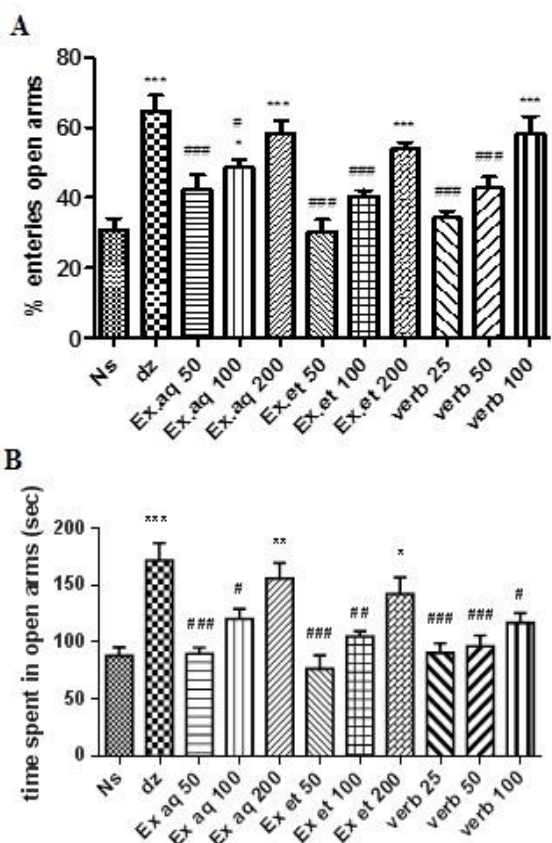 A
% enteries open arms
80
60
40
20
0
***
###
#
*
***
###
###
***
###
###
***
Ns
dz
Ex.aq 50
Ex.aq 100
Ex.aq 200
Ex.et 50
Ex.et 100
Ex.et 200
verb 25
verb 50
verb 100
B
time spent in open arms (sec)
200
150
100
50
0
***
###
#
**
###
##
*
###
###
#
Ns
dz
Ex aq 50
Ex aq 100
Ex aq 200
Ex et 50
Ex et 100
Ex et 200
verb 25
verb 50
verb 100